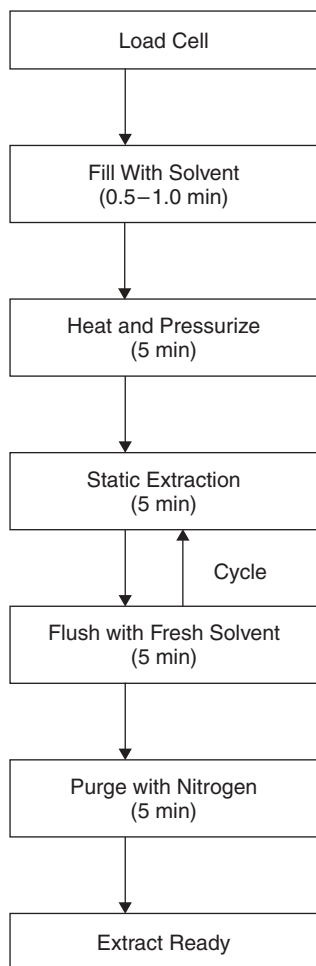 Load Cell
Fill With Solvent
(0.5–1.0 min)
Heat and Pressurize
(5 min)
Static Extraction
(5 min)
Cycle
Flush with Fresh Solvent
(5 min)
Purge with Nitrogen
(5 min)
Extract Ready